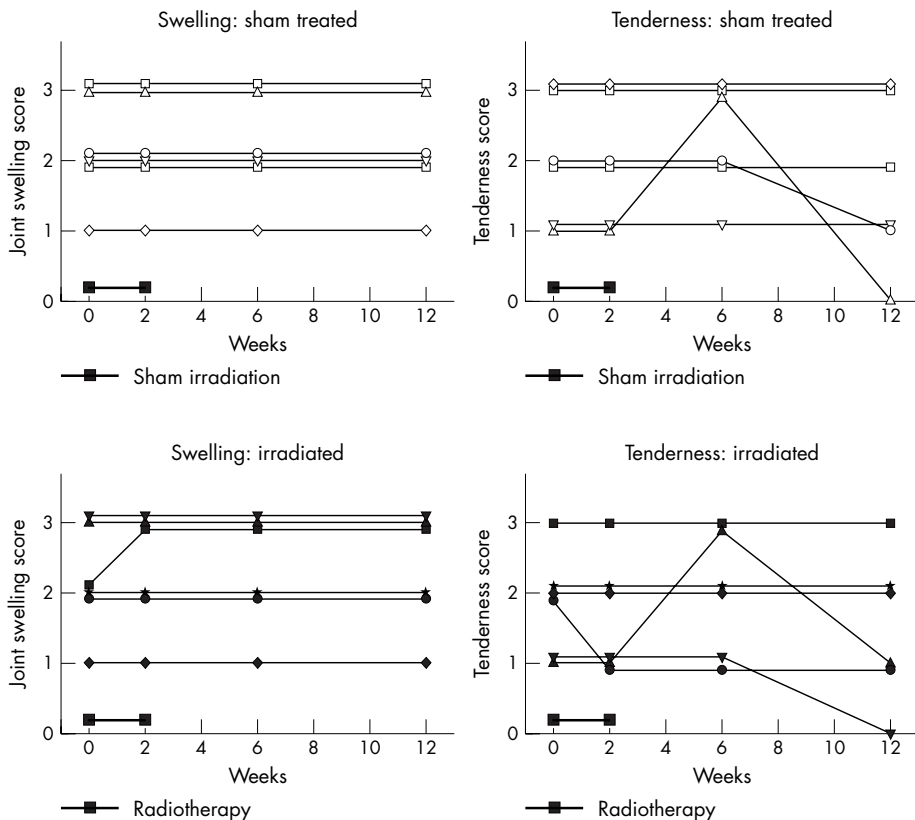 Swelling: sham treated
Joint swelling score
3
2
1
0
0 2 4 6 8 10 12
Weeks
Sham irradiation
Tenderness: sham treated
Tenderness score
3
2
1
0
0 2 4 6 8 10 12
Weeks
Sham irradiation
Swelling: irradiated
Joint swelling score
3
2
1
0
0 2 4 6 8 10 12
Weeks
Radiotherapy
Tenderness: irradiated
Tenderness score
3
2
1
0
0 2 4 6 8 10 12
Weeks
Radiotherapy